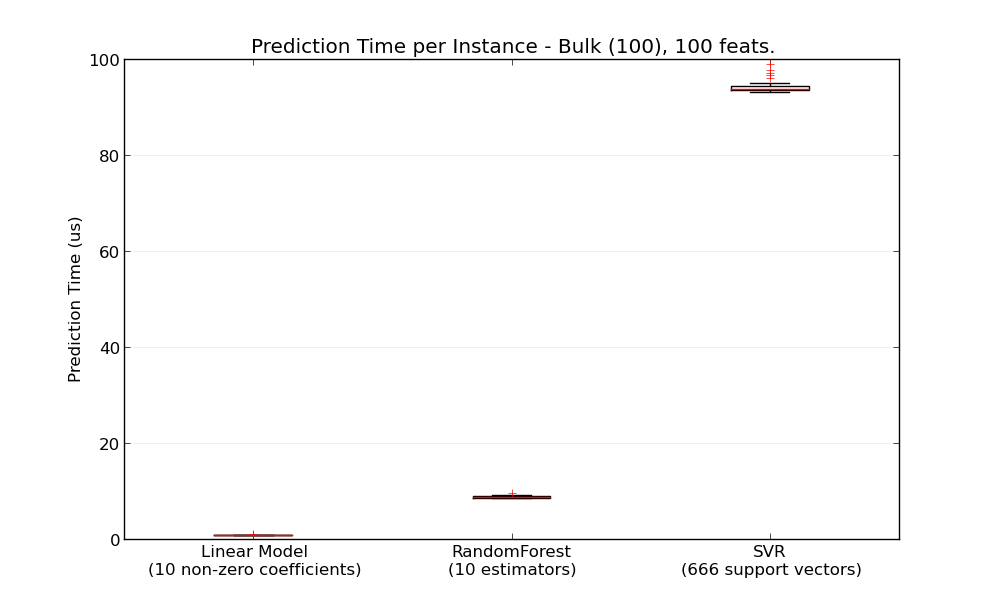 Prediction Time per Instance - Bulk (100), 100 feats.
100
80
60
40
20
0
Prediction Time (us)
Linear Model
(10 non-zero coefficients)
RandomForest
(10 estimators)
SVR
(666 support vectors)